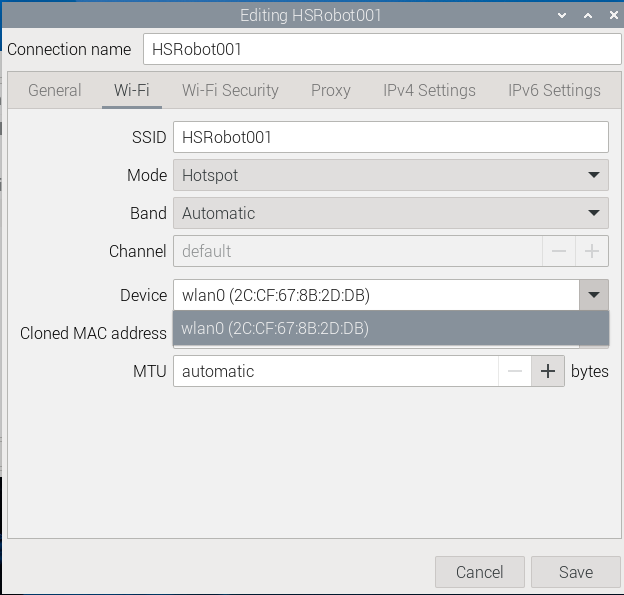 Editing HSRobot001
Connection name HSRobot001
General Wi-Fi Wi-Fi Security Proxy IPv4 Settings IPv6 Settings
SSID HSRobot001
Mode Hotspot
Band Automatic
Channel default
Device wlan0 (2C:CF:67:8B:2D:DB)
wlan0 (2C:CF:67:8B:2D:DB)
Cloned MAC address
MTU automatic bytes
Cancel Save